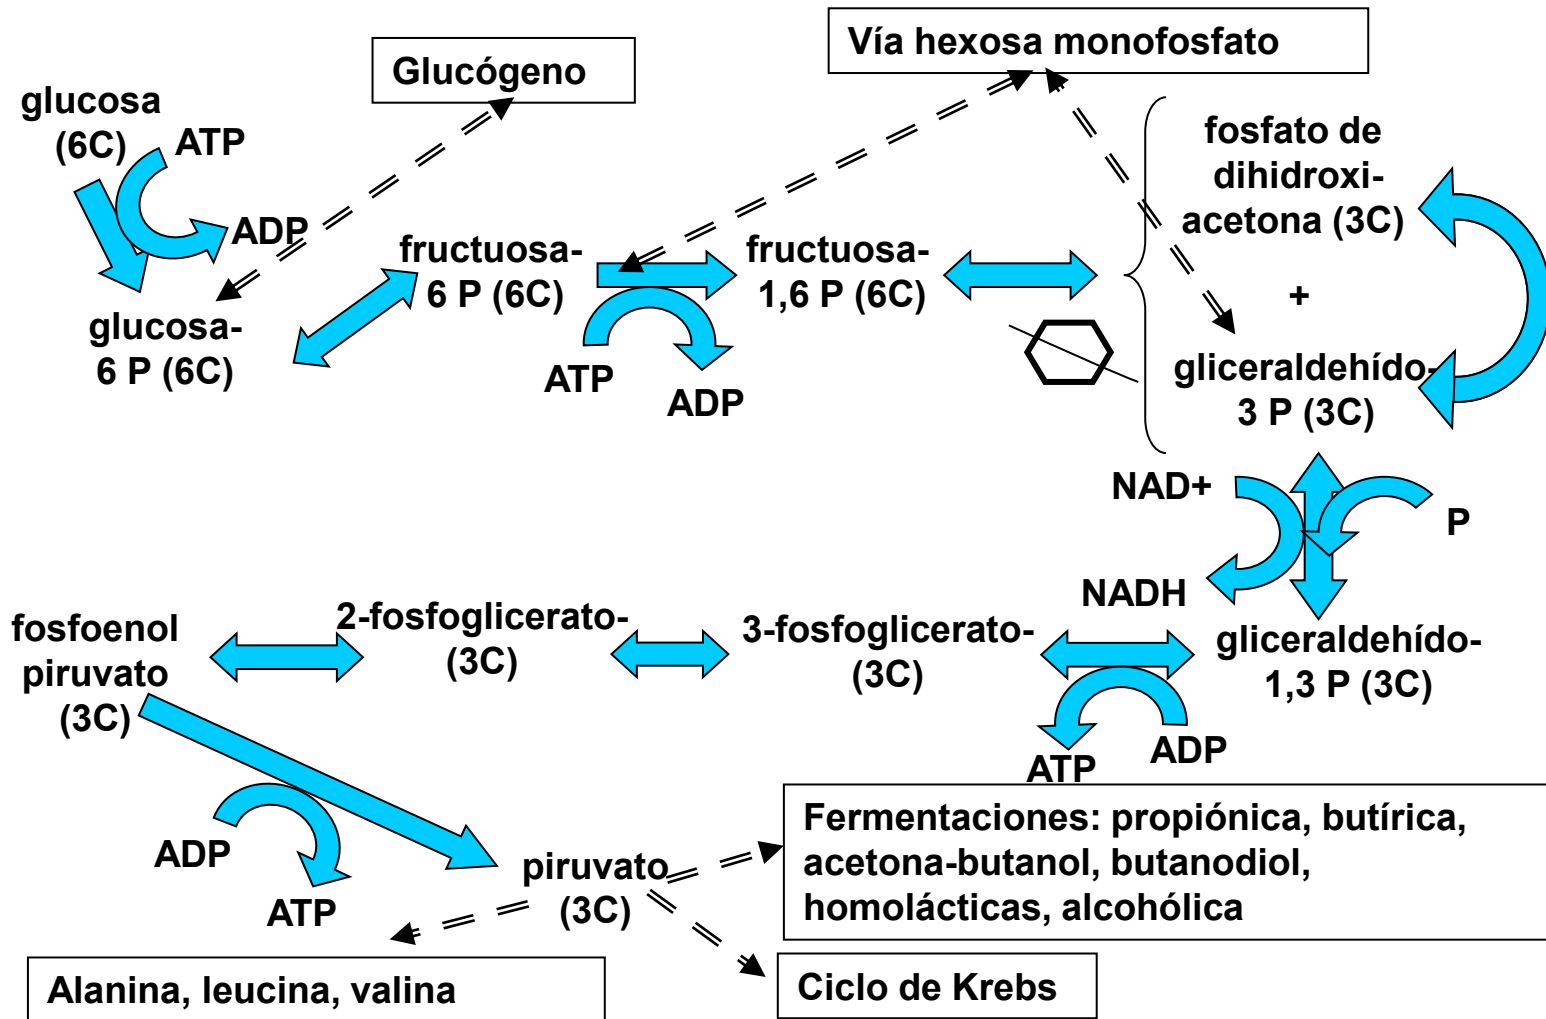 Glucógeno
Vía hexosa monofosfato
glucosa
(6C)
ATP
ADP
glucosa-
6 P (6C)
fructuosa-
6 P (6C)
ATP
ADP
fructuosa-
1,6 P (6C)
fosfato de
dihidroxi-
acetona (3C)
+
gliceraldehído-
3 P (3C)
NAD+
P
NADH
gliceraldehído-
1,3 P (3C)
ADP
ATP
3-fosfoglicerato-
(3C)
2-fosfoglicerato-
(3C)
fosfoenol
piruvato
(3C)
ADP
ATP
piruvato
(3C)
Fermentaciones: propiónica, butírica,
acetona-butanol, butanodiol,
homolácticas, alcohólica
Alanina, leucina, valina
Ciclo de Krebs